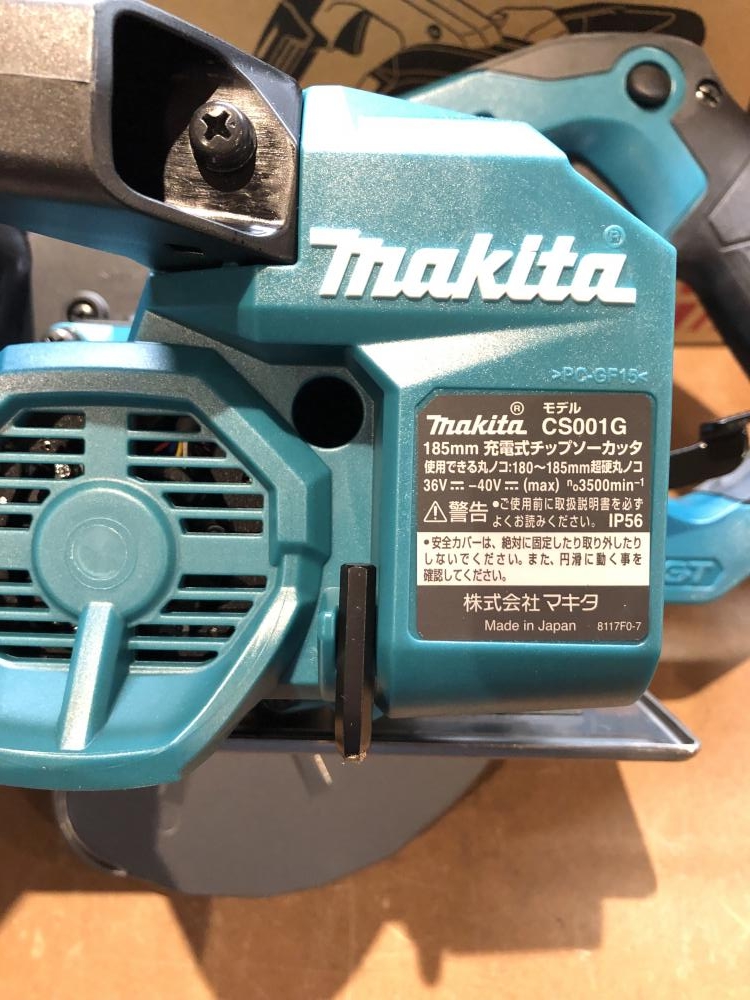 makita®
>PC-GF15<
makita® モデル CS001G
185mm 充電式チップソーカッタ
使用できる丸ノコ:180～185mm超硬丸ノコ
36V⎓ -40V⎓ (max) n₀3500min⁻¹
⚠警告 •ご使用前に取扱説明書を必ず
よくお読みください。 IP56
•安全カバーは、絶対に固定したり取り外したり
しないでください。また、円滑に動く事を
確認してください。
株式会社マキタ
Made in Japan 8117F0-7
GT